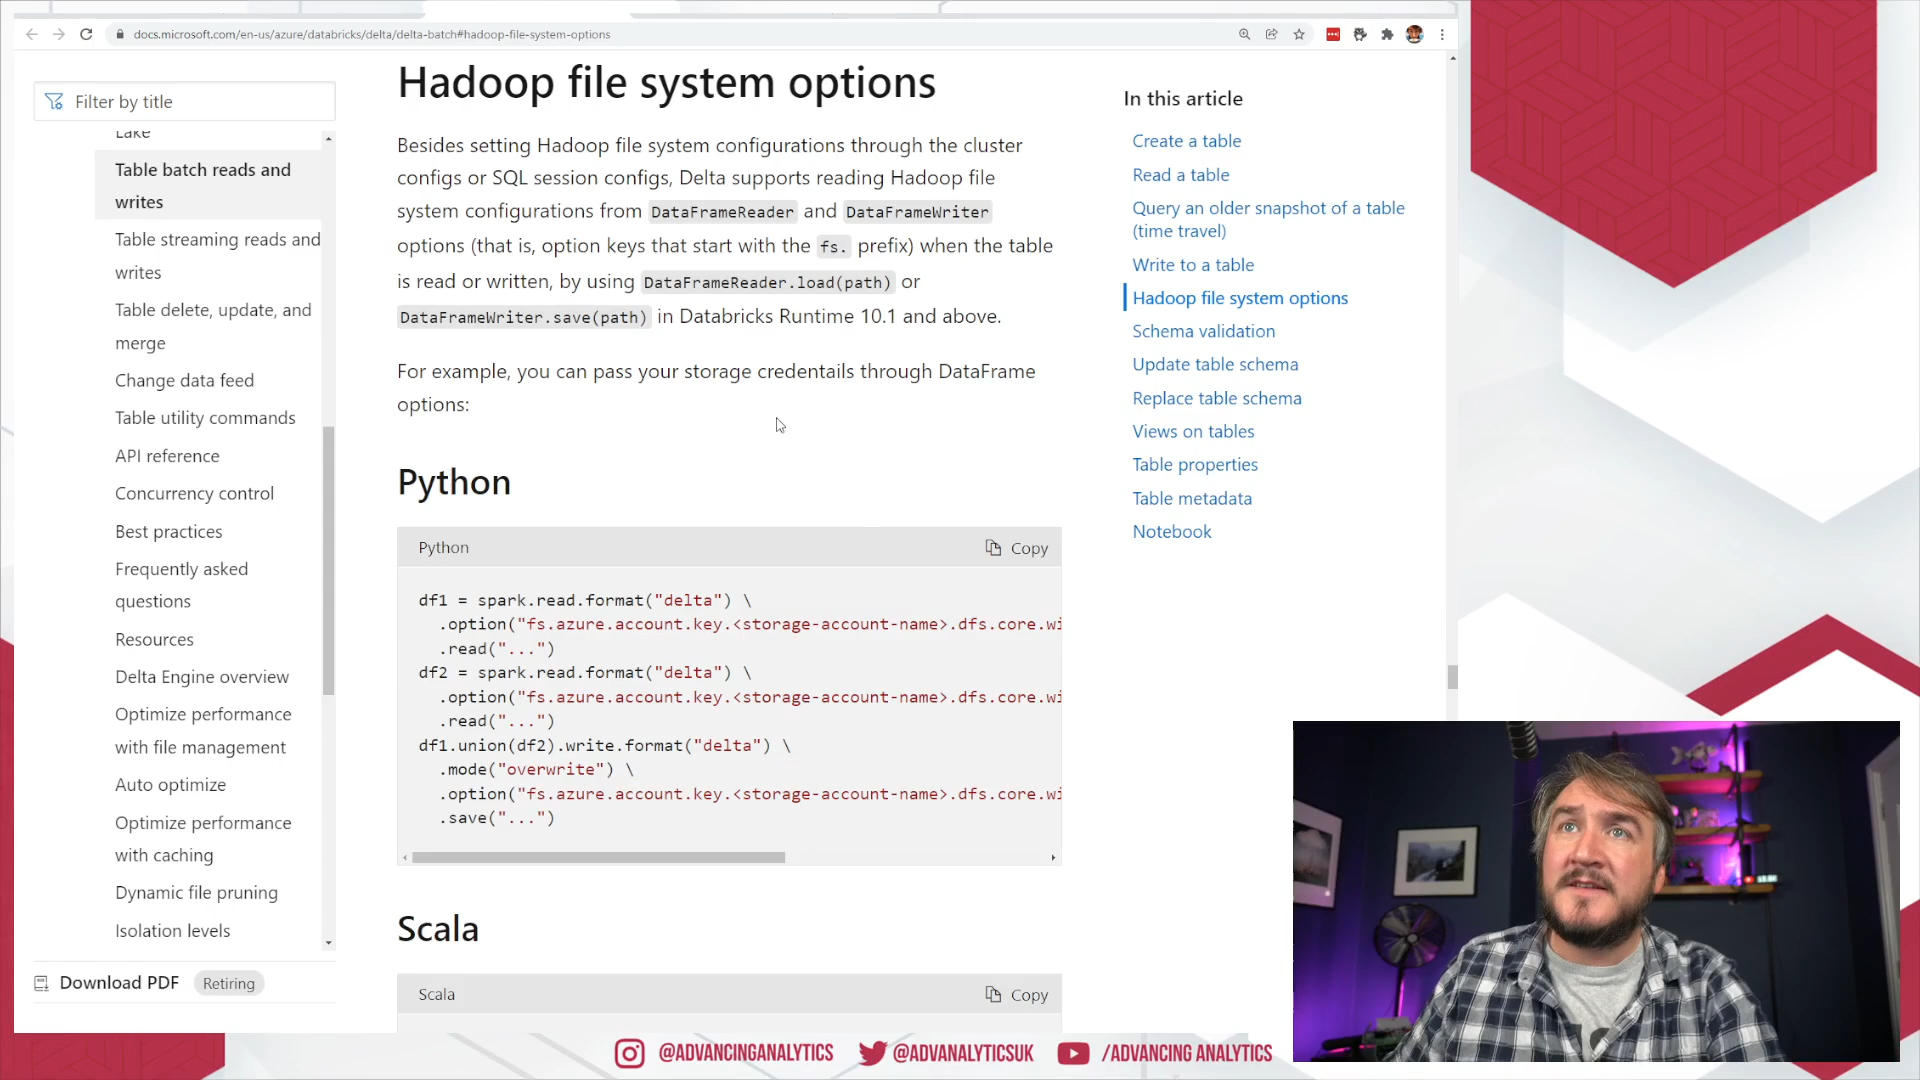 docs.microsoft.com/en-us/azure/databricks/delta/delta-batch#hadoop-file-system-options
Filter by title
Lake
Table batch reads and
writes
Table streaming reads and
writes
Table delete, update, and
merge
Change data feed
Table utility commands
API reference
Concurrency control
Best practices
Frequently asked
questions
Resources
Delta Engine overview
Optimize performance
with file management
Auto optimize
Optimize performance
with caching
Dynamic file pruning
Isolation levels
Download PDF Retiring
Hadoop file system options
Besides setting Hadoop file system configurations through the cluster
configs or SQL session configs, Delta supports reading Hadoop file
system configurations from DataFrameReader and DataFrameWriter
options (that is, option keys that start with the fs. prefix) when the table
is read or written, by using DataFrameReader.load(path) or
DataFrameWriter.save(path) in Databricks Runtime 10.1 and above.
For example, you can pass your storage credentails through DataFrame
options:
Python
Python Copy
df1 = spark.read.format("delta") \
.option("fs.azure.account.key.<storage-account-name>.dfs.core.wi
.read("...")
df2 = spark.read.format("delta") \
.option("fs.azure.account.key.<storage-account-name>.dfs.core.wi
.read("...")
df1.union(df2).write.format("delta") \
.mode("overwrite") \
.option("fs.azure.account.key.<storage-account-name>.dfs.core.wi
.save("...")
Scala
Scala Copy
In this article
Create a table
Read a table
Query an older snapshot of a table
(time travel)
Write to a table
Hadoop file system options
Schema validation
Update table schema
Replace table schema
Views on tables
Table properties
Table metadata
Notebook
@ADVANCINGANALYTICS @ADVANALYTICSUK /ADVANCING ANALYTICS